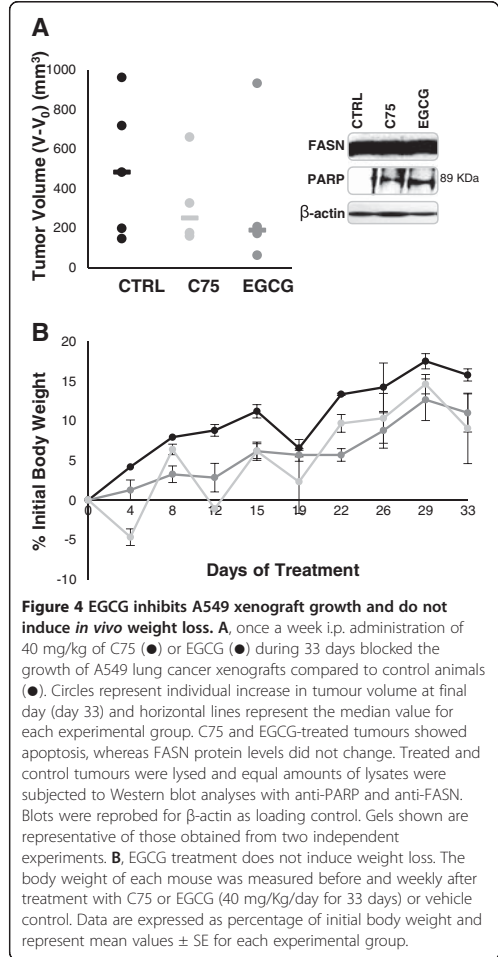 A
Tumor Volume (V-V0) (mm3)
1000
800
600
400
200
0
CTRL C75 EGCG
CTRL
C75
EGCG
FASN
PARP
89 KDa
β-actin
B
% Initial Body Weight
20
15
10
5
0
-5
-10
0 4 8 12 15 19 22 26 29 33
Days of Treatment
Figure 4 EGCG inhibits A549 xenograft growth and do not
induce in vivo weight loss. A, once a week i.p. administration of
40 mg/kg of C75 (●) or EGCG (●) during 33 days blocked the
growth of A549 lung cancer xenografts compared to control animals
(●). Circles represent individual increase in tumour volume at final
day (day 33) and horizontal lines represent the median value for
each experimental group. C75 and EGCG-treated tumours showed
apoptosis, whereas FASN protein levels did not change. Treated and
control tumours were lysed and equal amounts of lysates were
subjected to Western blot analyses with anti-PARP and anti-FASN.
Blots were reprobed for β-actin as loading control. Gels shown are
representative of those obtained from two independent
experiments. B, EGCG treatment does not induce weight loss. The
body weight of each mouse was measured before and weekly after
treatment with C75 or EGCG (40 mg/Kg/day for 33 days) or vehicle
control. Data are expressed as percentage of initial body weight and
represent mean values ± SE for each experimental group.